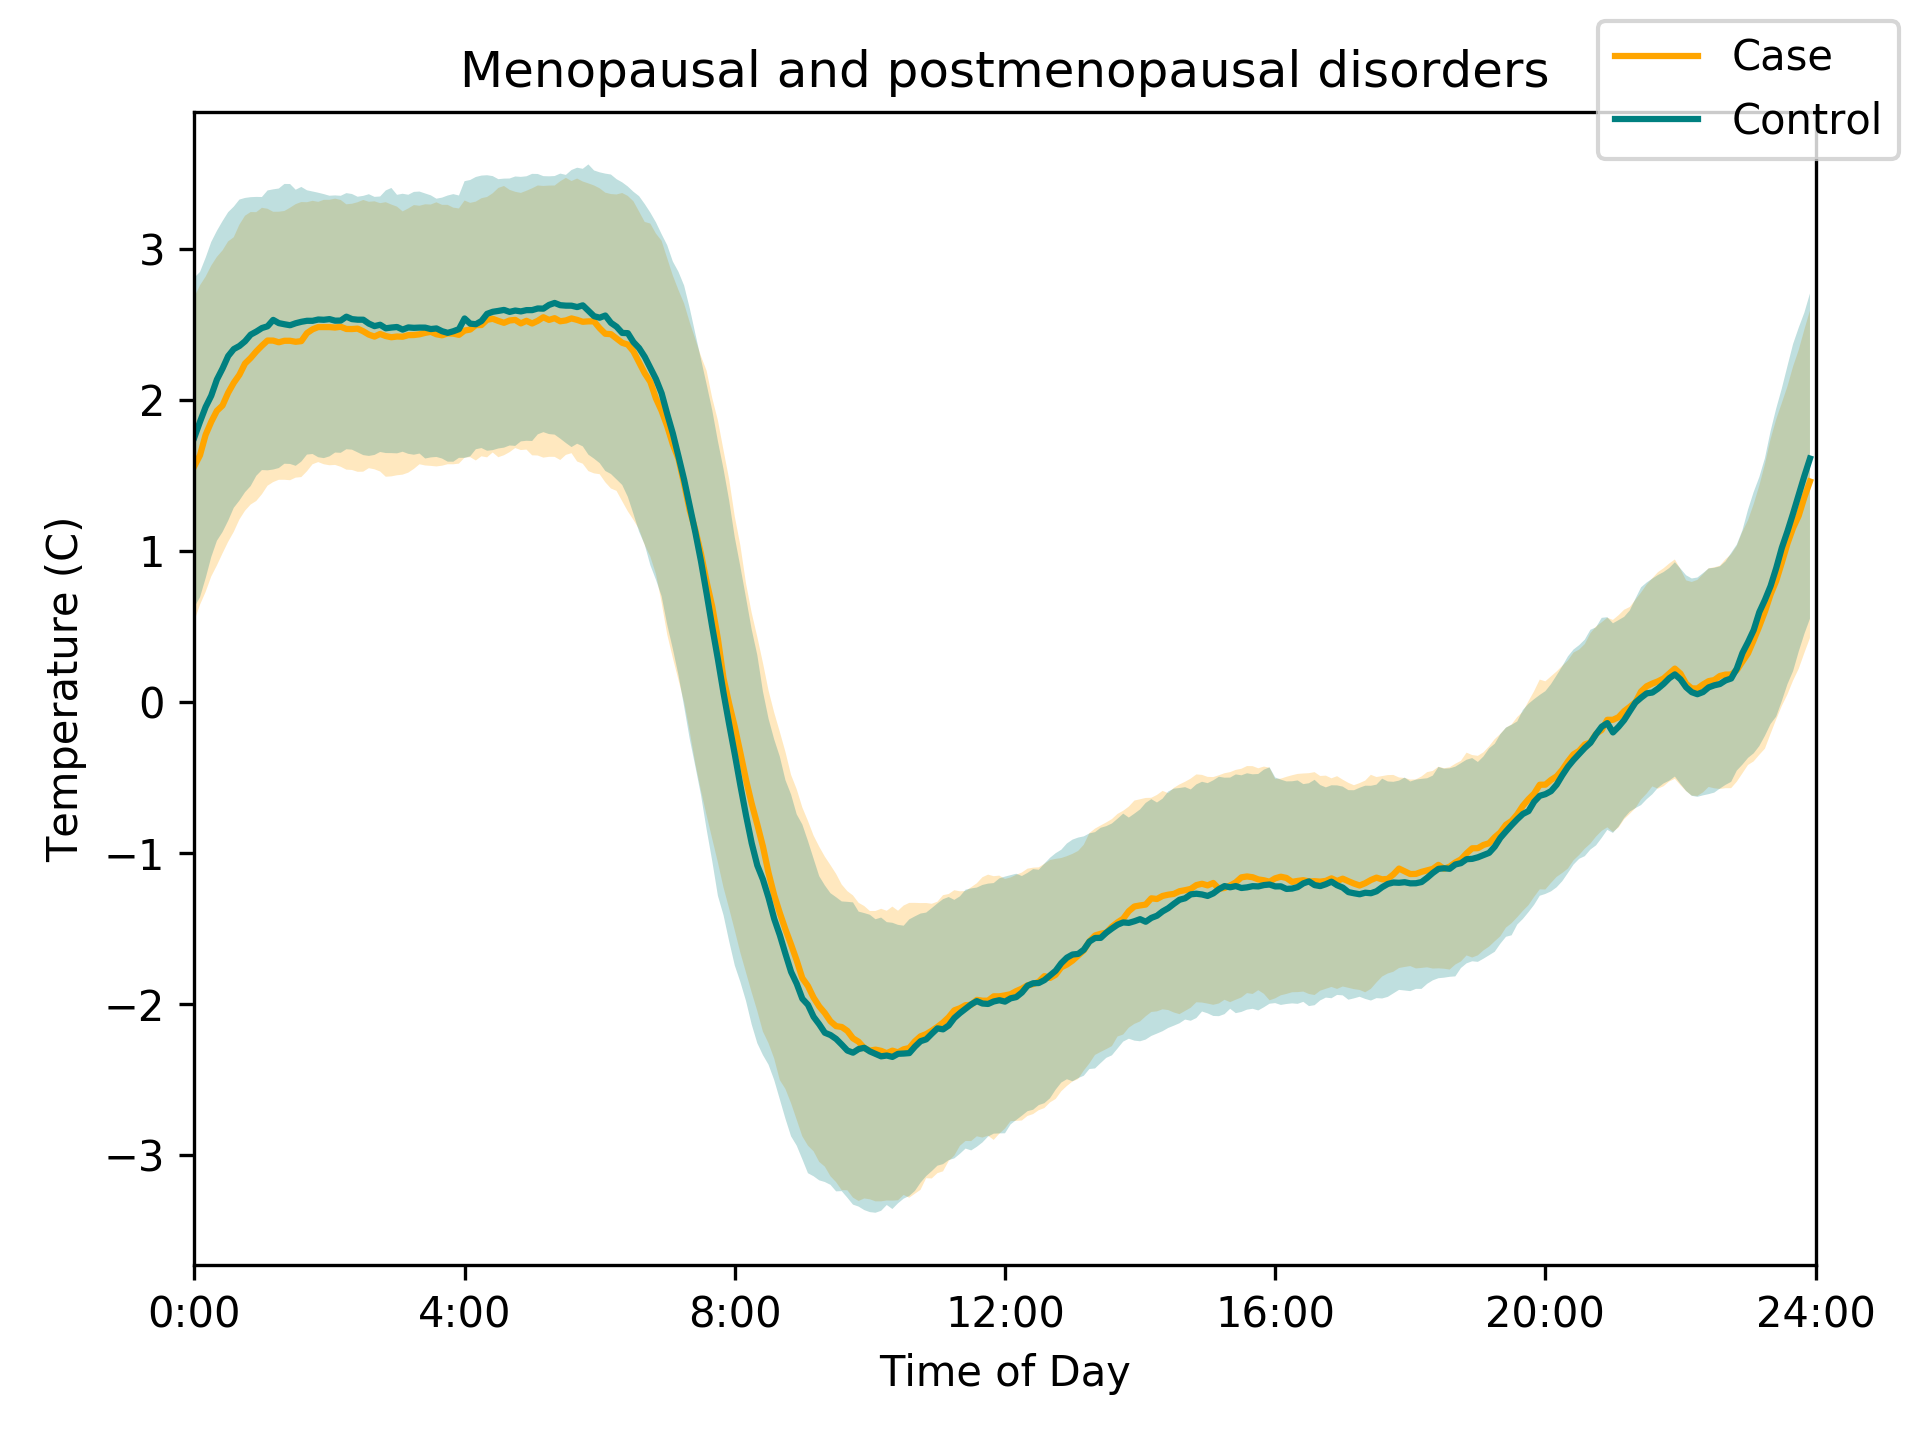 Menopausal and postmenopausal disorders
Case
Control
Temperature (C)
3
2
1
0
−1
−2
−3
0:00 4:00 8:00 12:00 16:00 20:00 24:00
Time of Day